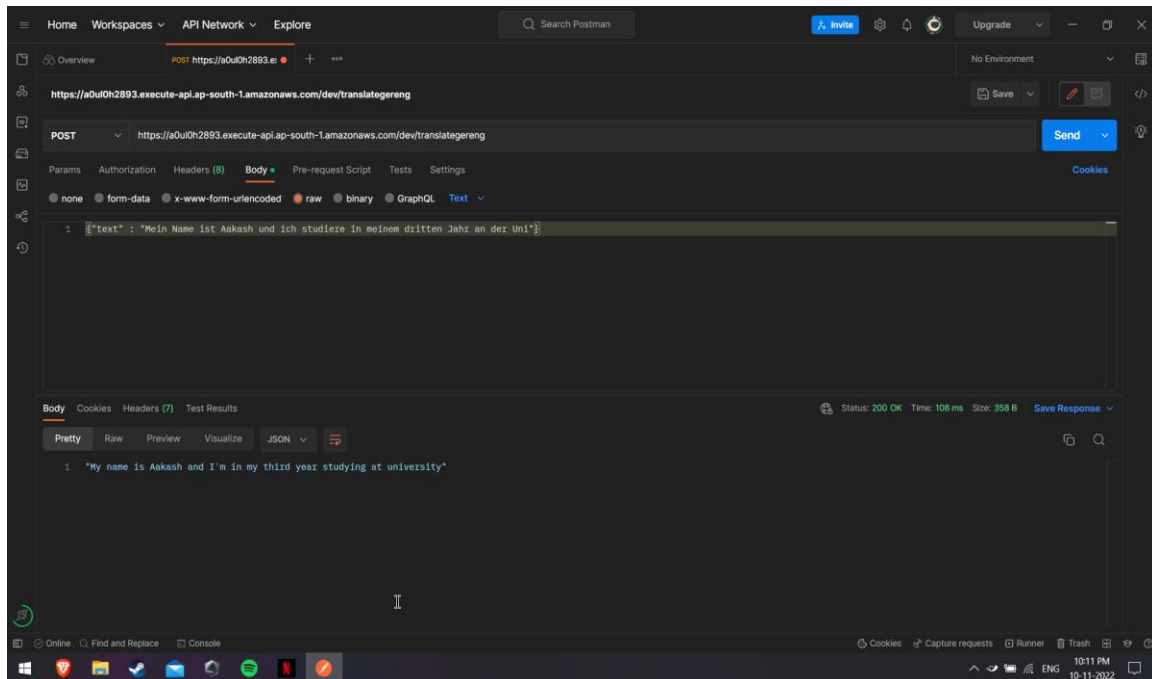 Home Workspaces API Network Explore Search Postman Invite Upgrade
Overview POST https://a0ul0h2893.e: No Environment
https://a0ul0h2893.execute-api.ap-south-1.amazonaws.com/dev/translategereng Save
POST https://a0ul0h2893.execute-api.ap-south-1.amazonaws.com/dev/translategereng Send
Params Authorization Headers (8) Body Pre-request Script Tests Settings Cookies
none form-data x-www-form-urlencoded raw binary GraphQL Text
1 {"text" : "Mein Name ist Aakash und ich studiere in meinem dritten Jahr an der Uni"}
Body Cookies Headers (7) Test Results Status: 200 OK Time: 108 ms Size: 358 B Save Response
Pretty Raw Preview Visualize JSON
1 "My name is Aakash and I'm in my third year studying at university"
Online Find and Replace Console Cookies Capture requests Runner Trash
ENG 10:11 PM
10-11-2022